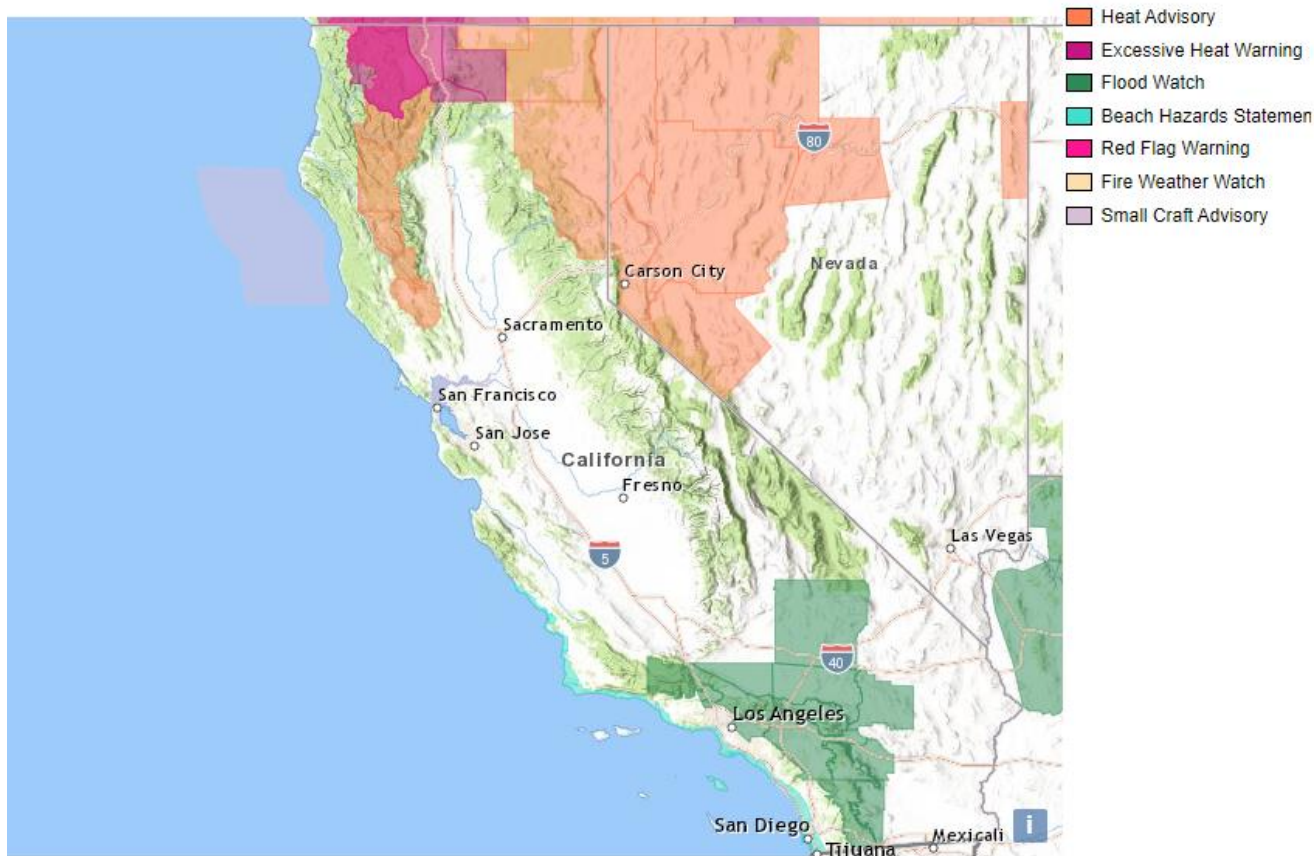 Heat Advisory
Excessive Heat Warning
Flood Watch
Beach Hazards Statemen
Red Flag Warning
Fire Weather Watch
Small Craft Advisory
80
Carson City
Nevada
Sacramento
San Francisco
San Jose
California
Fresno
Las Vegas
5
40
Los Angeles
San Diego
Mexicali
Tijuana
i